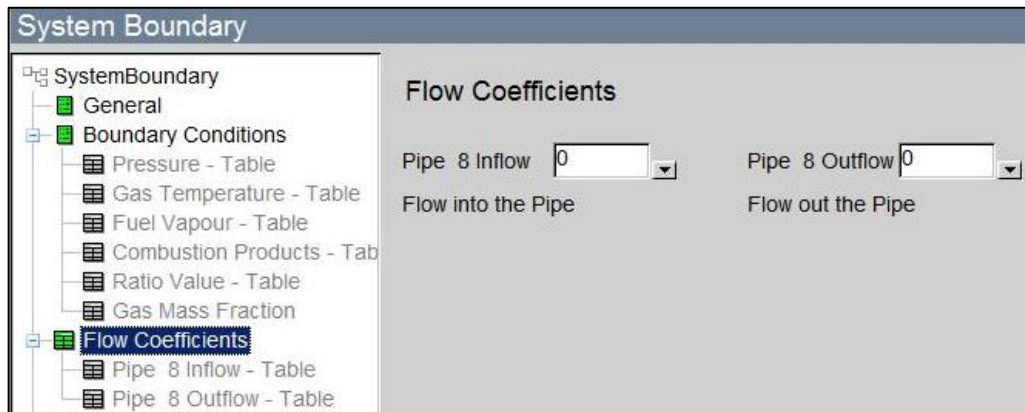 System Boundary
SystemBoundary
General
Boundary Conditions
Pressure - Table
Gas Temperature - Table
Fuel Vapour - Table
Combustion Products - Tab
Ratio Value - Table
Gas Mass Fraction
Flow Coefficients
Pipe 8 Inflow - Table
Pipe 8 Outflow - Table
Flow Coefficients
Pipe 8 Inflow 0 Pipe 8 Outflow 0
Flow into the Pipe Flow out the Pipe